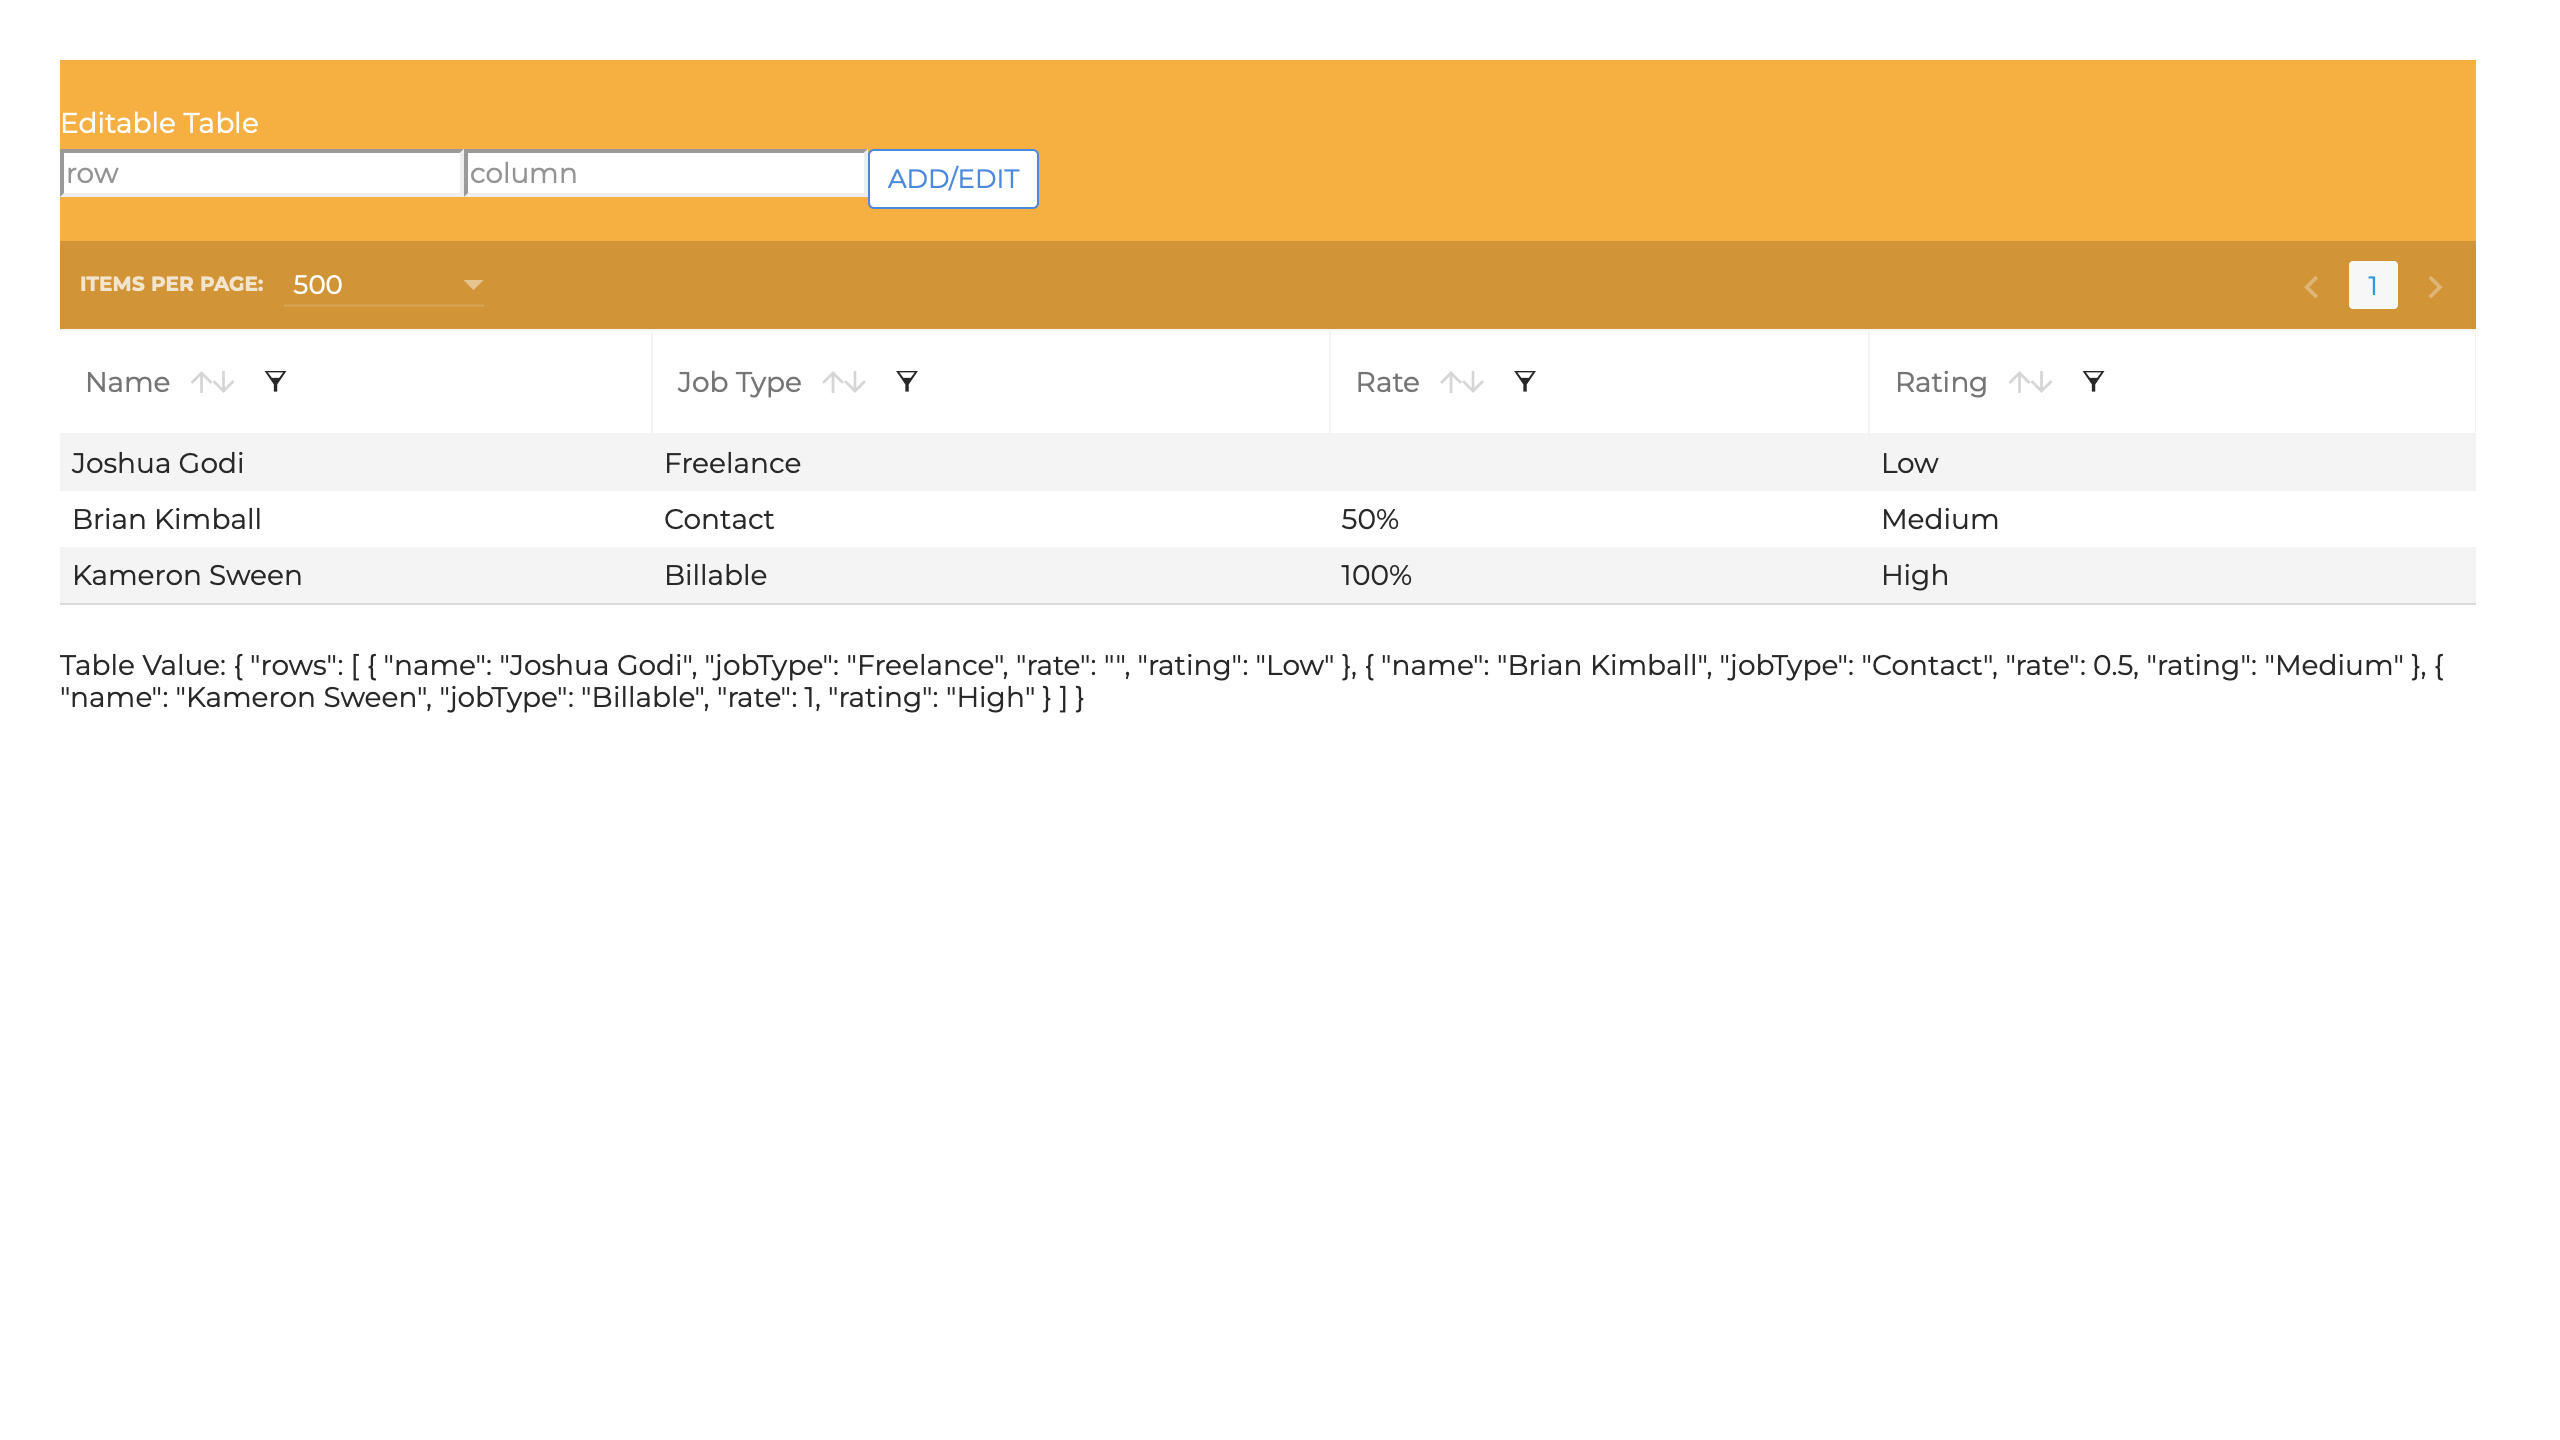 Editable Table
row column ADD/EDIT
ITEMS PER PAGE: 500 1
Name Job Type Rate Rating
Joshua Godi Freelance Low
Brian Kimball Contact 50% Medium
Kameron Sween Billable 100% High
Table Value: { "rows": [ { "name": "Joshua Godi", "jobType": "Freelance", "rate": "", "rating": "Low" }, { "name": "Brian Kimball", "jobType": "Contact", "rate": 0.5, "rating": "Medium" }, {
"name": "Kameron Sween", "jobType": "Billable", "rate": 1, "rating": "High" } ] }